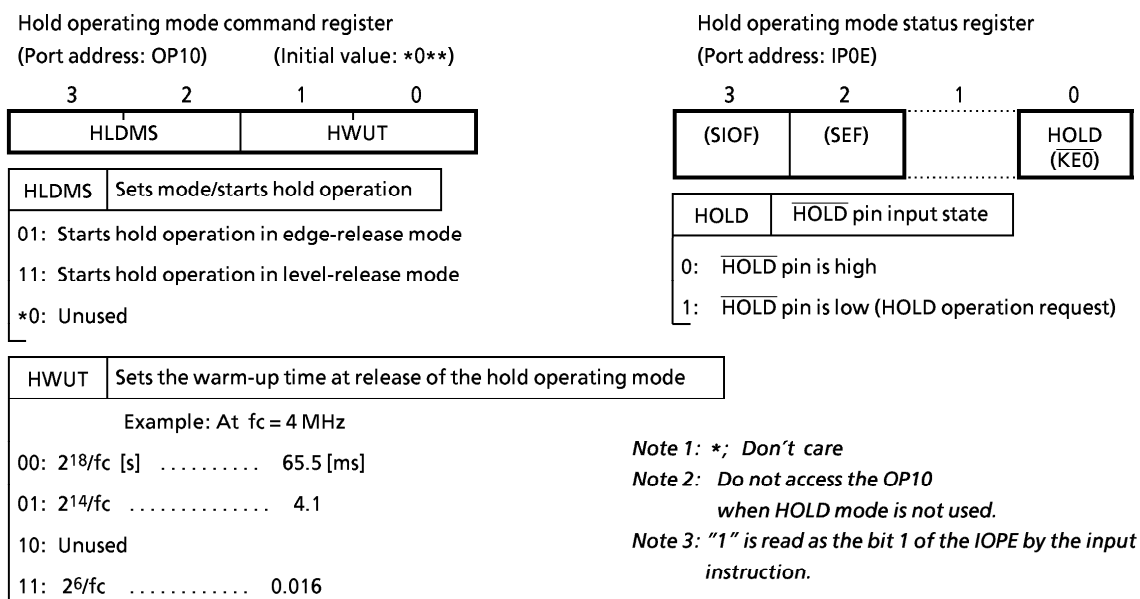 Hold operating mode command register
(Port address: OP10) (Initial value: *0**)
3 2 1 0
HLDMS HWUT
HLDMS Sets mode/starts hold operation
01: Starts hold operation in edge-release mode
11: Starts hold operation in level-release mode
*0: Unused
Hold operating mode status register
(Port address: IP0E)
3 2 1 0
(SIOF) (SEF) HOLD
(K̅E̅0̅)
HOLD H̅O̅L̅D̅ pin input state
0: H̅O̅L̅D̅ pin is high
1: H̅O̅L̅D̅ pin is low (HOLD operation request)
HWUT Sets the warm-up time at release of the hold operating mode
Example: At fc = 4 MHz
00: 2¹⁸/fc [s] .......... 65.5 [ms]
01: 2¹⁴/fc .............. 4.1
10: Unused
11: 2⁶/fc ............ 0.016
Note 1: *; Don't care
Note 2: Do not access the OP10
when HOLD mode is not used.
Note 3: "1" is read as the bit 1 of the IOPE by the input
instruction.